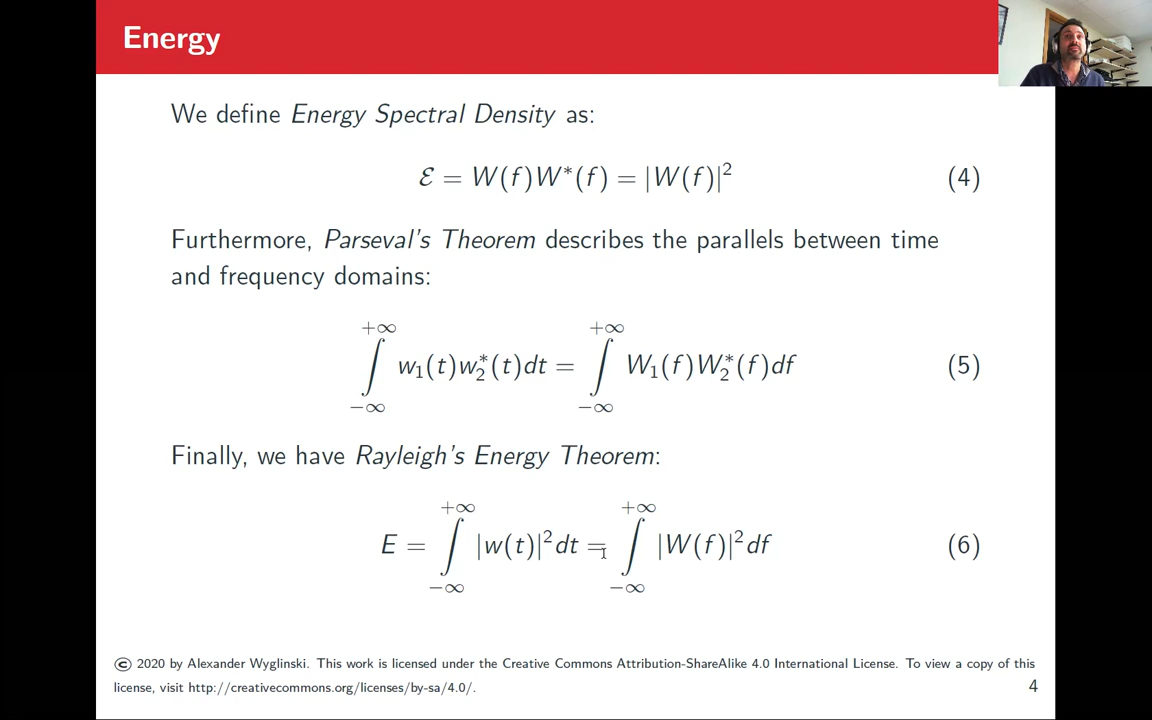 Energy
We define Energy Spectral Density as:
ℰ = W(f)W*(f) = |W(f)|² (4)
Furthermore, Parseval's Theorem describes the parallels between time
and frequency domains:
∫_{−∞}^{+∞} w₁(t)w₂*(t)dt = ∫_{−∞}^{+∞} W₁(f)W₂*(f)df (5)
Finally, we have Rayleigh's Energy Theorem:
E = ∫_{−∞}^{+∞} |w(t)|²dt = ∫_{−∞}^{+∞} |W(f)|²df (6)
© 2020 by Alexander Wyglinski. This work is licensed under the Creative Commons Attribution-ShareAlike 4.0 International License. To view a copy of this
license, visit http://creativecommons.org/licenses/by-sa/4.0/.
4